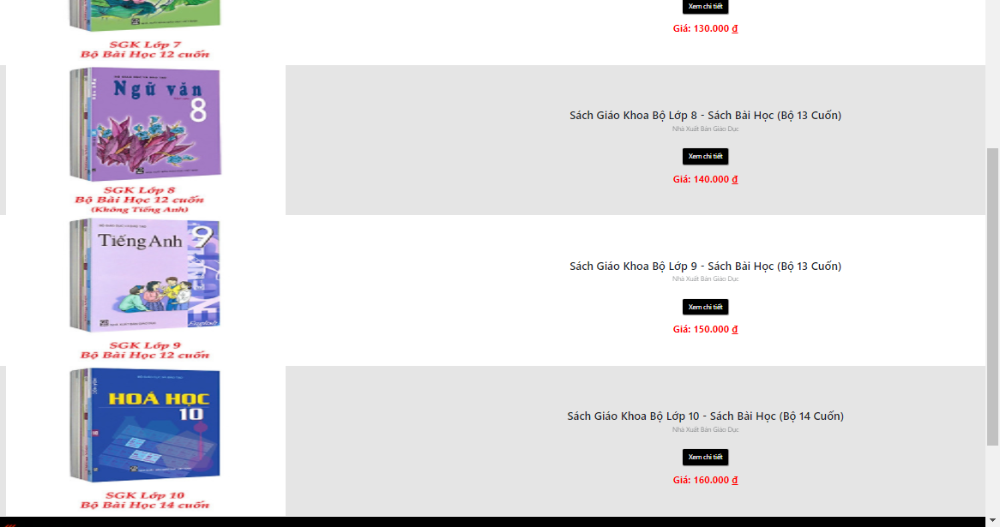 Xem chi tiết
Giá: 130.000 ₫
SGK Lớp 7
Bộ Bài Học 12 cuốn
Ngữ văn
8
Sách Giáo Khoa Bộ Lớp 8 - Sách Bài Học (Bộ 13 Cuốn)
Nhà Xuất Bản Giáo Dục
Xem chi tiết
Giá: 140.000 ₫
SGK Lớp 8
Bộ Bài Học 12 cuốn
(Không Tiếng Anh)
Tiếng Anh 9
Sách Giáo Khoa Bộ Lớp 9 - Sách Bài Học (Bộ 13 Cuốn)
Nhà Xuất Bản Giáo Dục
Xem chi tiết
Giá: 150.000 ₫
SGK Lớp 9
Bộ Bài Học 12 cuốn
HOÁ HỌC
10
Sách Giáo Khoa Bộ Lớp 10 - Sách Bài Học (Bộ 14 Cuốn)
Nhà Xuất Bản Giáo Dục
Xem chi tiết
Giá: 160.000 ₫
SGK Lớp 10
Bộ Bài Học 14 cuốn